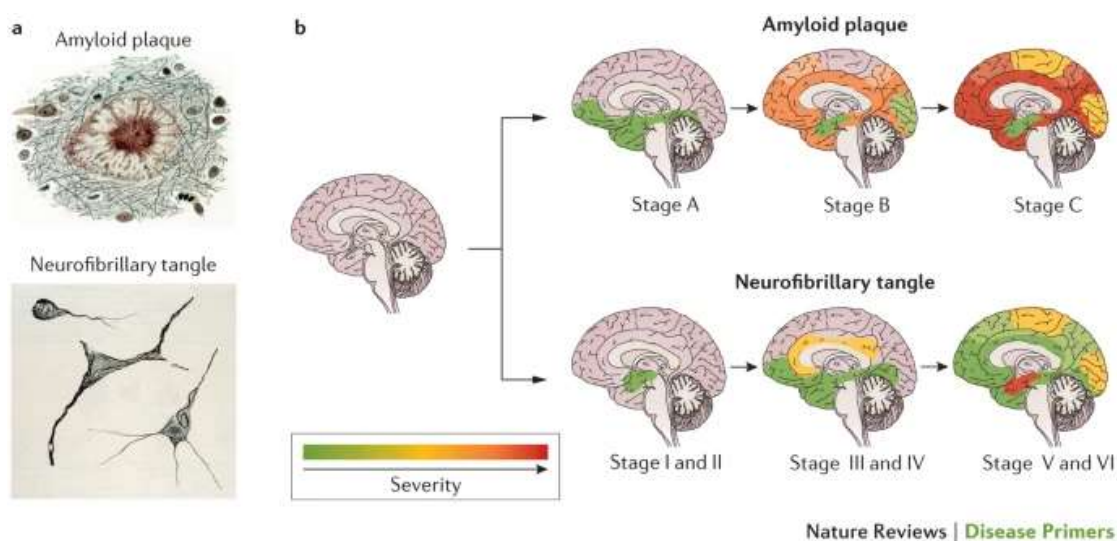 a
Amyloid plaque
Neurofibrillary tangle
b
Amyloid plaque
Stage A
Stage B
Stage C
Neurofibrillary tangle
Stage I and II
Stage III and IV
Stage V and VI
Severity
Nature Reviews | Disease Primers